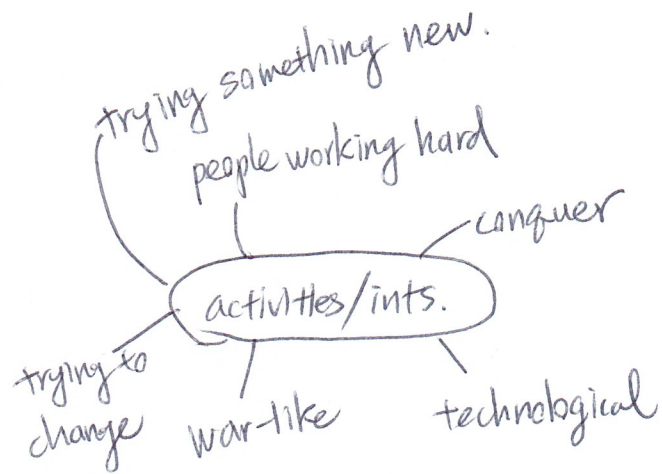 trying something new.
people working hard
conquer
activities/ints.
trying to
change
war-like
technological